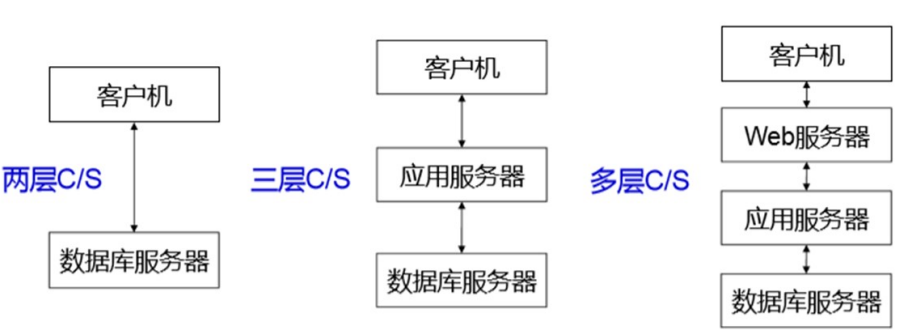 客户机
两层C/S
数据库服务器
客户机
三层C/S
应用服务器
数据库服务器
客户机
Web服务器
多层C/S
应用服务器
数据库服务器